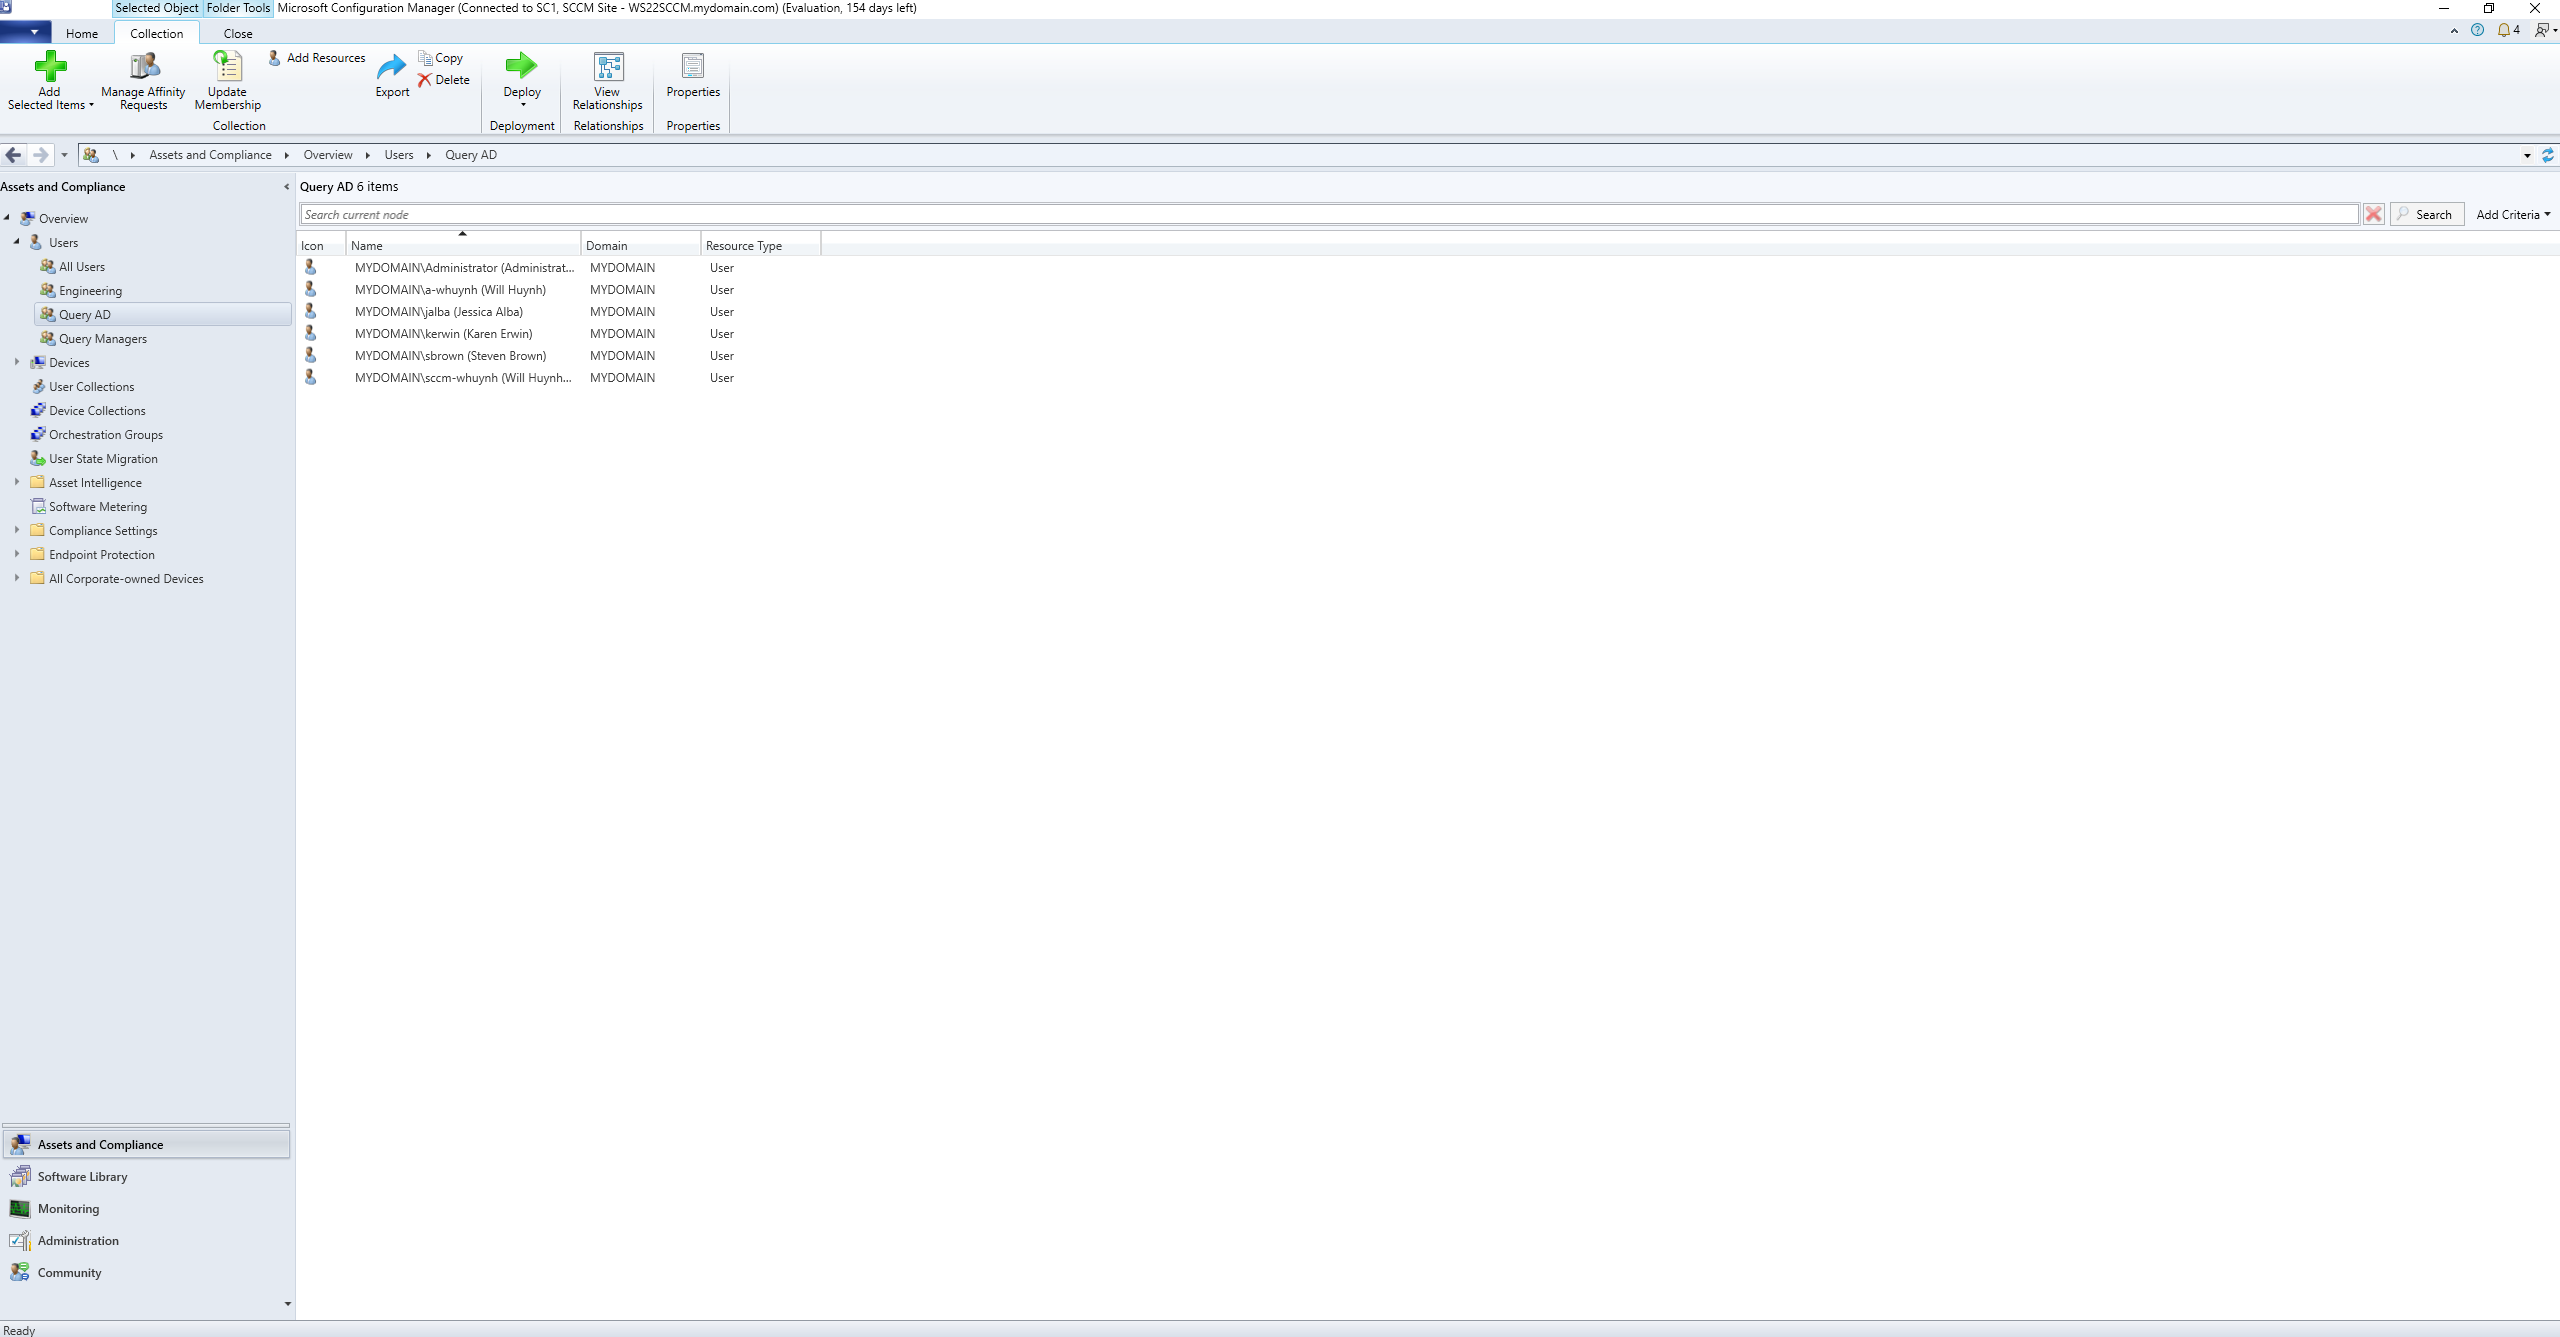 Selected Object Folder Tools Microsoft Configuration Manager (Connected to SC1, SCCM Site - WS22SCCM.mydomain.com) (Evaluation, 154 days left)
Home Collection Close
4
Add Selected Items
Manage Affinity Requests
Update Membership
Add Resources
Export
Copy
Delete
Collection
Deploy
Deployment
View Relationships
Relationships
Properties
Properties
\ Assets and Compliance Overview Users Query AD
Assets and Compliance
Overview
Users
All Users
Engineering
Query AD
Query Managers
Devices
User Collections
Device Collections
Orchestration Groups
User State Migration
Asset Intelligence
Software Metering
Compliance Settings
Endpoint Protection
All Corporate-owned Devices
Assets and Compliance
Software Library
Monitoring
Administration
Community
Query AD 6 items
Search current node
Search
Add Criteria
Icon Name Domain Resource Type
MYDOMAIN\Administrator (Administrat... MYDOMAIN User
MYDOMAIN\a-whuynh (Will Huynh) MYDOMAIN User
MYDOMAIN\jalba (Jessica Alba) MYDOMAIN User
MYDOMAIN\kerwin (Karen Erwin) MYDOMAIN User
MYDOMAIN\sbrown (Steven Brown) MYDOMAIN User
MYDOMAIN\sccm-whuynh (Will Huynh... MYDOMAIN User
Ready